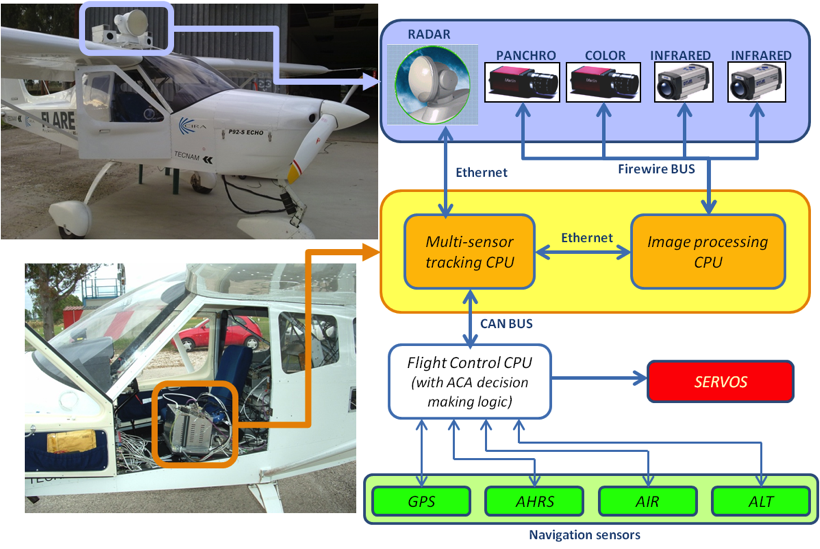 RADAR
PANCHRO
COLOR
INFRARED
INFRARED
FLARE
CIRA
P92-S ECHO
TECNAM
Ethernet
Firewire BUS
Multi-sensor
tracking CPU
Ethernet
Image processing
CPU
CAN BUS
Flight Control CPU
(with ACA decision
making logic)
SERVOS
GPS
AHRS
AIR
ALT
Navigation sensors